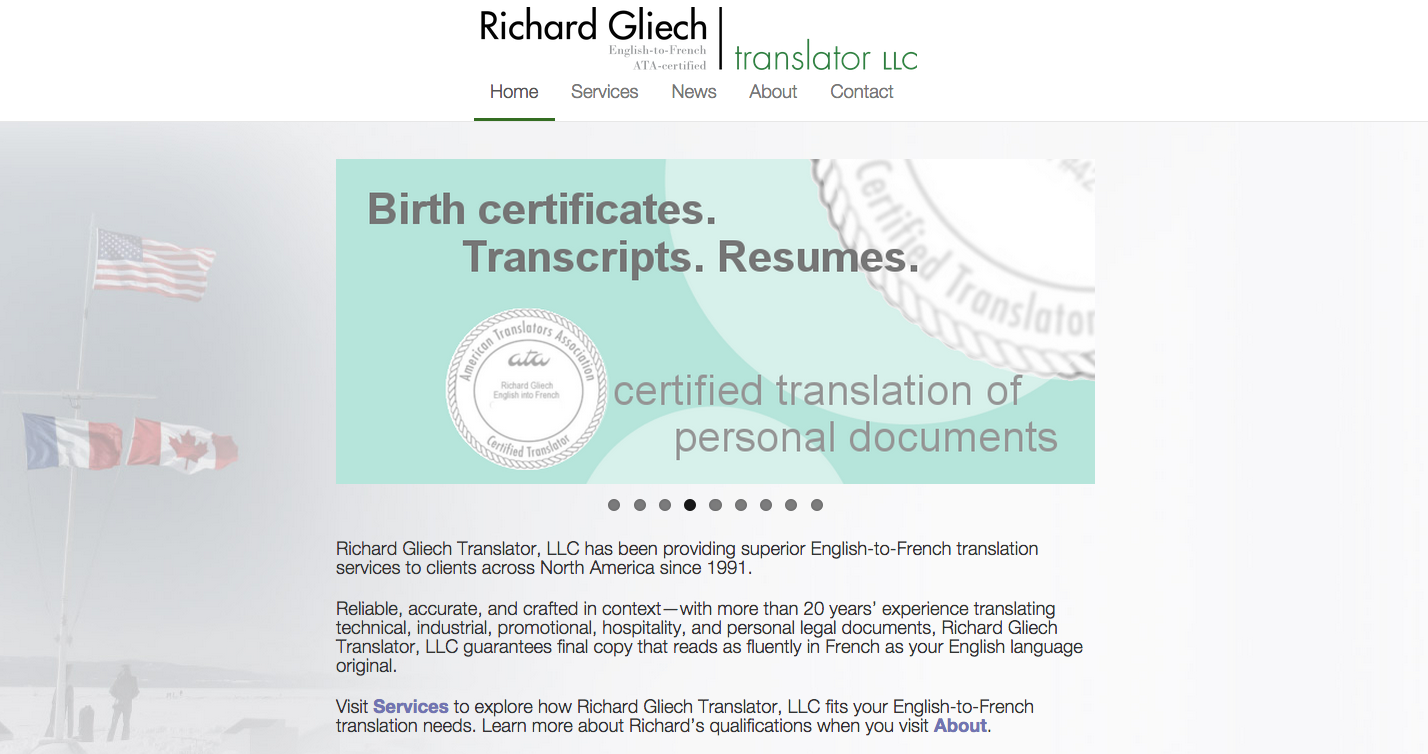 Richard Gliech
English-to-French
ATA-certified
translator LLC
Home Services News About Contact
Birth certificates.
Transcripts. Resumes.
#42
Certified Translator
American Translators Association
ata
Richard Gliech
English into French
Certified Translator
certified translation of
personal documents
Richard Gliech Translator, LLC has been providing superior English-to-French translation
services to clients across North America since 1991.
Reliable, accurate, and crafted in context—with more than 20 years’ experience translating
technical, industrial, promotional, hospitality, and personal legal documents, Richard Gliech
Translator, LLC guarantees final copy that reads as fluently in French as your English language
original.
Visit Services to explore how Richard Gliech Translator, LLC fits your English-to-French
translation needs. Learn more about Richard’s qualifications when you visit About.